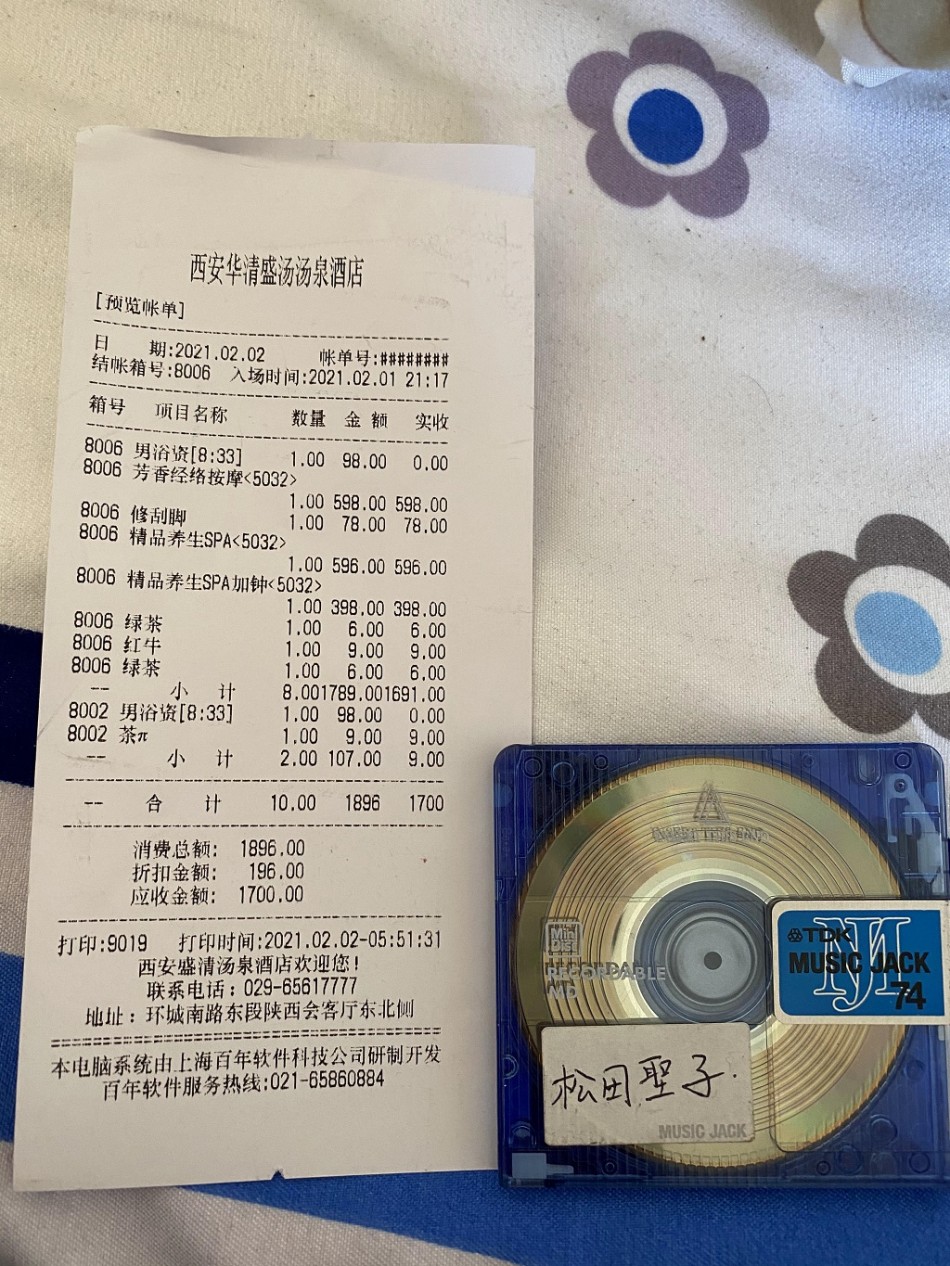 西安华清盛汤汤泉酒店
[预览帐单]
日 期:2021.02.02 帐单号:########
结帐箱号:8006 入场时间:2021.02.01 21:17
箱号 项目名称 数量 金额 实收
8006 男浴资[8:33] 1.00 98.00 0.00
8006 芳香经络按摩<5032>
1.00 598.00 598.00
8006 修刮脚 1.00 78.00 78.00
8006 精品养生SPA<5032>
1.00 596.00 596.00
8006 精品养生SPA加钟<5032>
1.00 398.00 398.00
8006 绿茶 1.00 6.00 6.00
8006 红牛 1.00 9.00 9.00
8006 绿茶 1.00 6.00 6.00
-- 小 计 8.001789.001691.00
8002 男浴资[8:33] 1.00 98.00 0.00
8002 茶π 1.00 9.00 9.00
-- 小 计 2.00 107.00 9.00
-- 合 计 10.00 1896 1700
消费总额: 1896.00
折扣金额: 196.00
应收金额: 1700.00
打印:9019 打印时间:2021.02.02-05:51:31
西安盛清汤泉酒店欢迎您!
联系电话: 029-65617777
地址: 环城南路东段陕西会客厅东北侧
本电脑系统由上海百年软件科技公司研制开发
百年软件服务热线:021-65860884
INSERT THIS END
MiniDisc
RECORDABLE
MD
TDK
MJ
MUSIC JACK
74
松田聖子.
MUSIC JACK